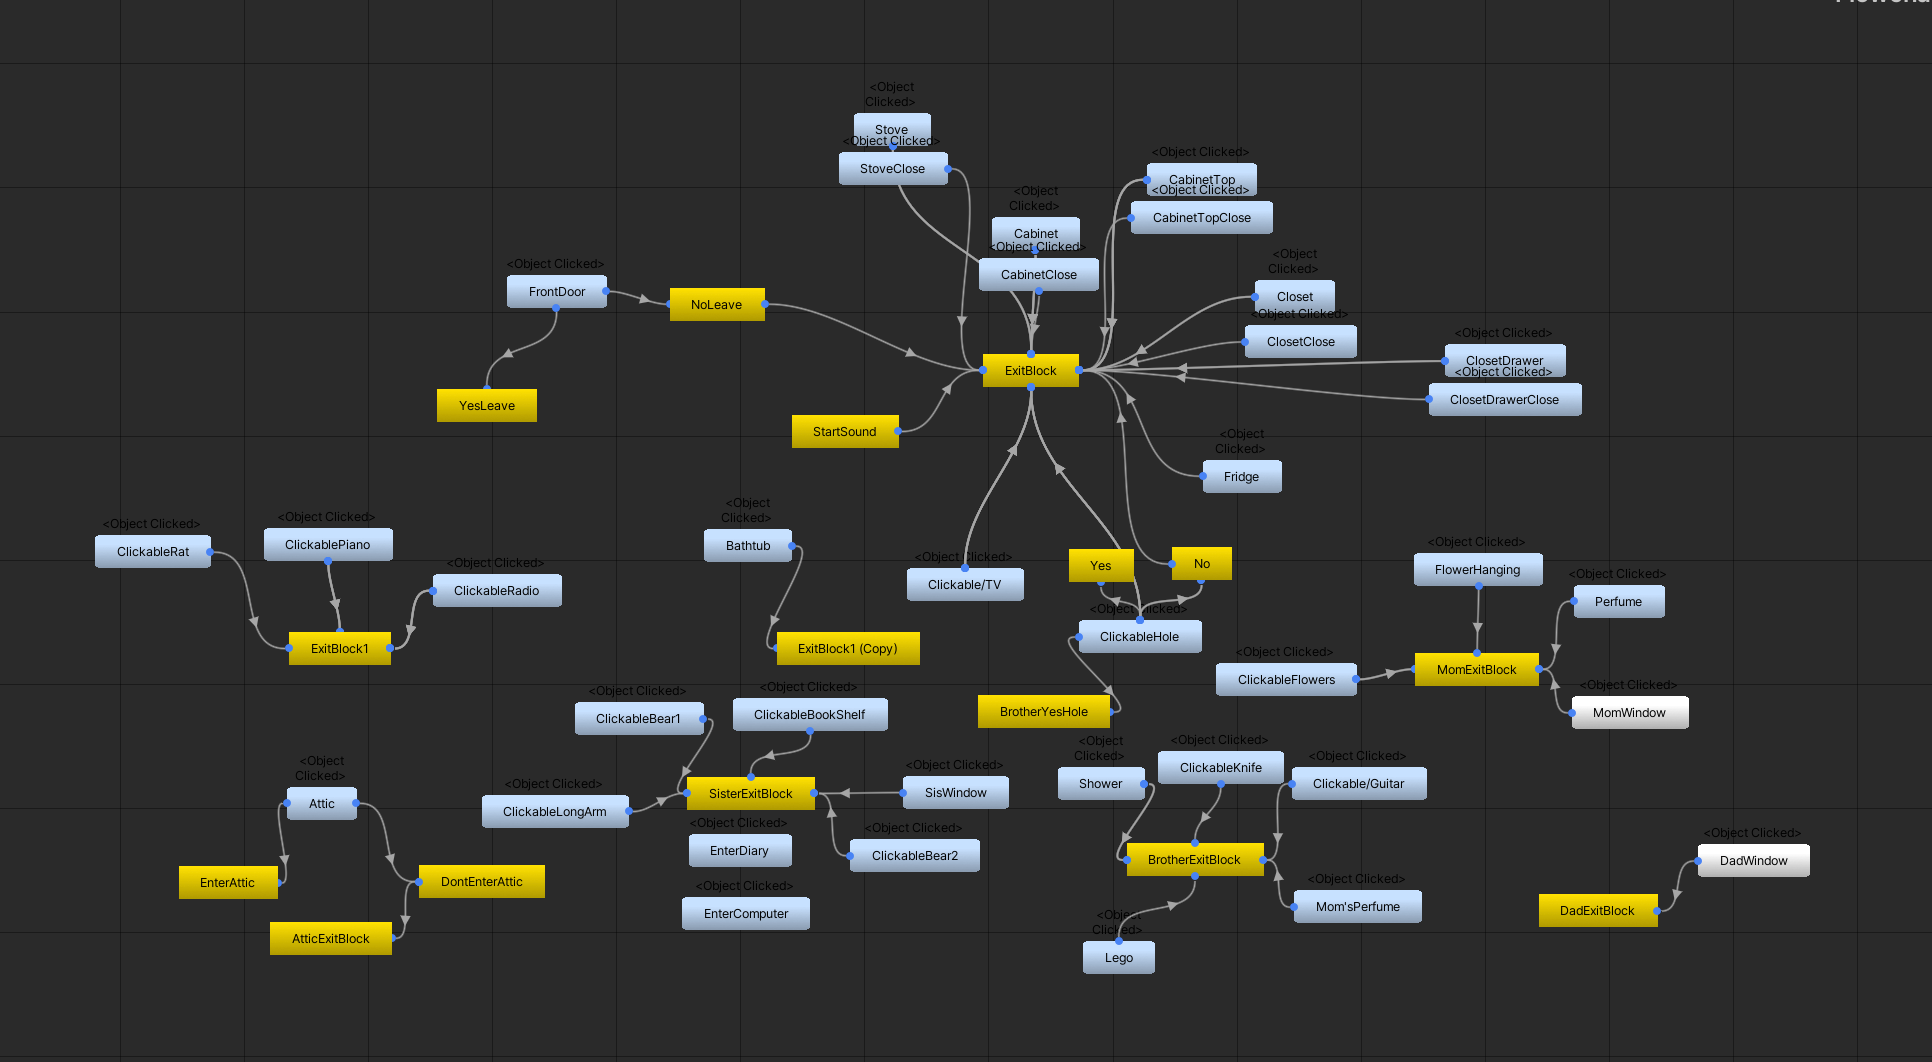 <Object
Clicked>
Stove
<Object Clicked>
StoveClose
<Object Clicked>
CabinetTop
<Object Clicked>
CabinetTopClose
<Object
Clicked>
Cabinet
<Object Clicked>
CabinetClose
<Object Clicked>
FrontDoor
NoLeave
<Object
Clicked>
Closet
<Object Clicked>
ClosetClose
<Object Clicked>
ClosetDrawer
<Object Clicked>
ClosetDrawerClose
ExitBlock
YesLeave
StartSound
<Object
Clicked>
Fridge
<Object Clicked>
ClickableRat
<Object Clicked>
ClickablePiano
<Object Clicked>
ClickableRadio
ExitBlock1
<Object
Clicked>
Bathtub
ExitBlock1 (Copy)
<Object Clicked>
Clickable/TV
Yes
No
<Object Clicked>
ClickableHole
BrotherYesHole
<Object Clicked>
FlowerHanging
<Object Clicked>
Perfume
<Object Clicked>
ClickableFlowers
MomExitBlock
<Object Clicked>
MomWindow
<Object Clicked>
ClickableBear1
<Object Clicked>
ClickableBookShelf
<Object Clicked>
ClickableLongArm
SisterExitBlock
<Object Clicked>
SisWindow
<Object Clicked>
EnterDiary
<Object Clicked>
ClickableBear2
<Object Clicked>
EnterComputer
<Object
Clicked>
Attic
EnterAttic
DontEnterAttic
AtticExitBlock
<Object
Clicked>
Shower
<Object Clicked>
ClickableKnife
<Object Clicked>
Clickable/Guitar
BrotherExitBlock
<Object Clicked>
Mom'sPerfume
<Object
Clicked>
Lego
<Object Clicked>
DadWindow
DadExitBlock